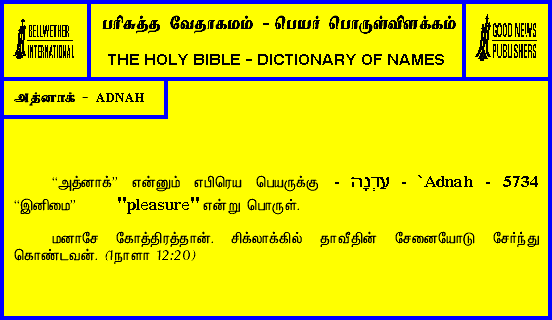 BELLWETHER
INTERNATIONAL
பரிசுத்த வேதாகமம் - பெயர் பொருள்விளக்கம்
THE HOLY BIBLE - DICTIONARY OF NAMES
GOOD NEWS
PUBLISHERS
அத்னாக் - ADNAH
“அத்னாக்” என்னும் எபிரெய பெயருக்கு - עַדְנָה - `Adnah - 5734
“இனிமை” "pleasure" என்று பொருள்.
மனாசே கோத்திரத்தான். சிக்லாக்கில் தாவீதின் சேனையோடு சேர்ந்து
கொண்டவன். (1நாளா 12:20)